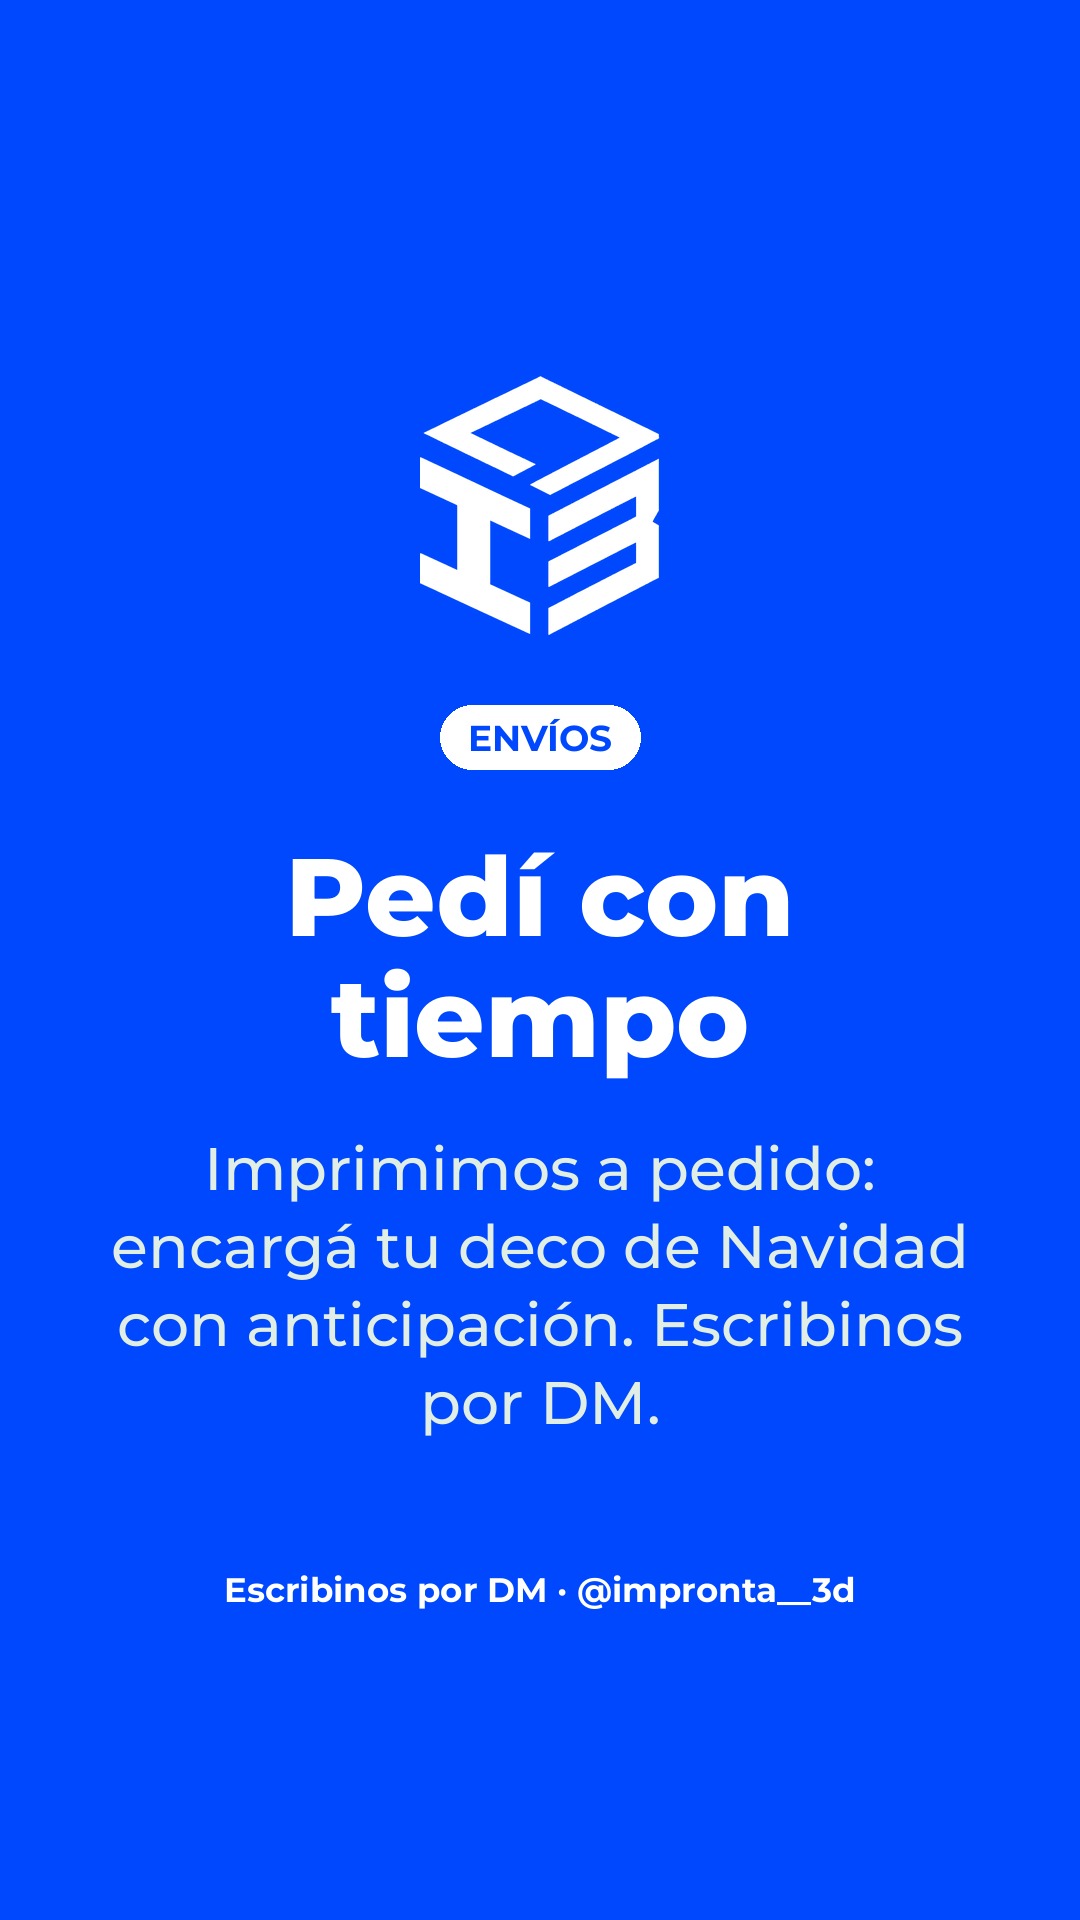 ENVÍOS
Pedí con
tiempo
Imprimimos a pedido:
encargá tu deco de Navidad
con anticipación. Escribinos
por DM.
Escribinos por DM · @impronta__3d